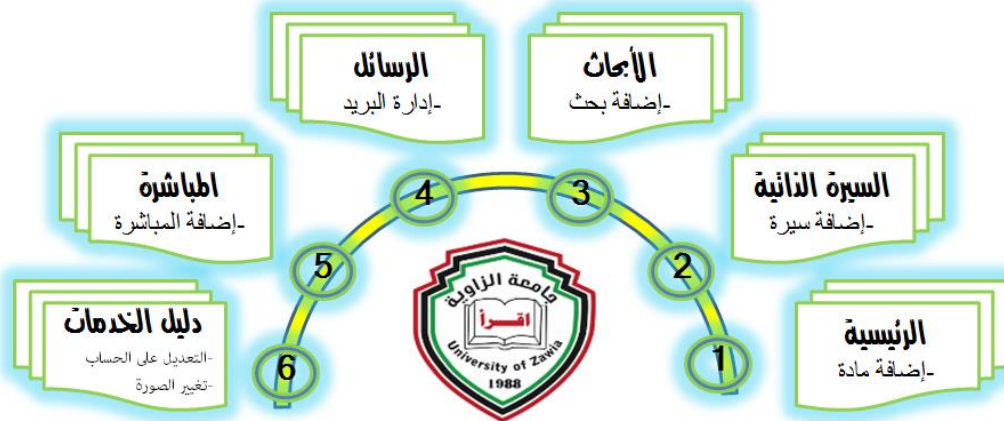 الرئيسية
-إضافة مادة
1
السيرة الذاتية
-إضافة سيرة
2
الأبحاث
-إضافة بحث
3
الرسائل
-إدارة البريد
4
المباشرة
-إضافة المباشرة
5
دليل الخدمات
-التعديل على الحساب
-تغيير الصورة
6
جامعة الزاوية
اقرأ
University of Zawia
1988